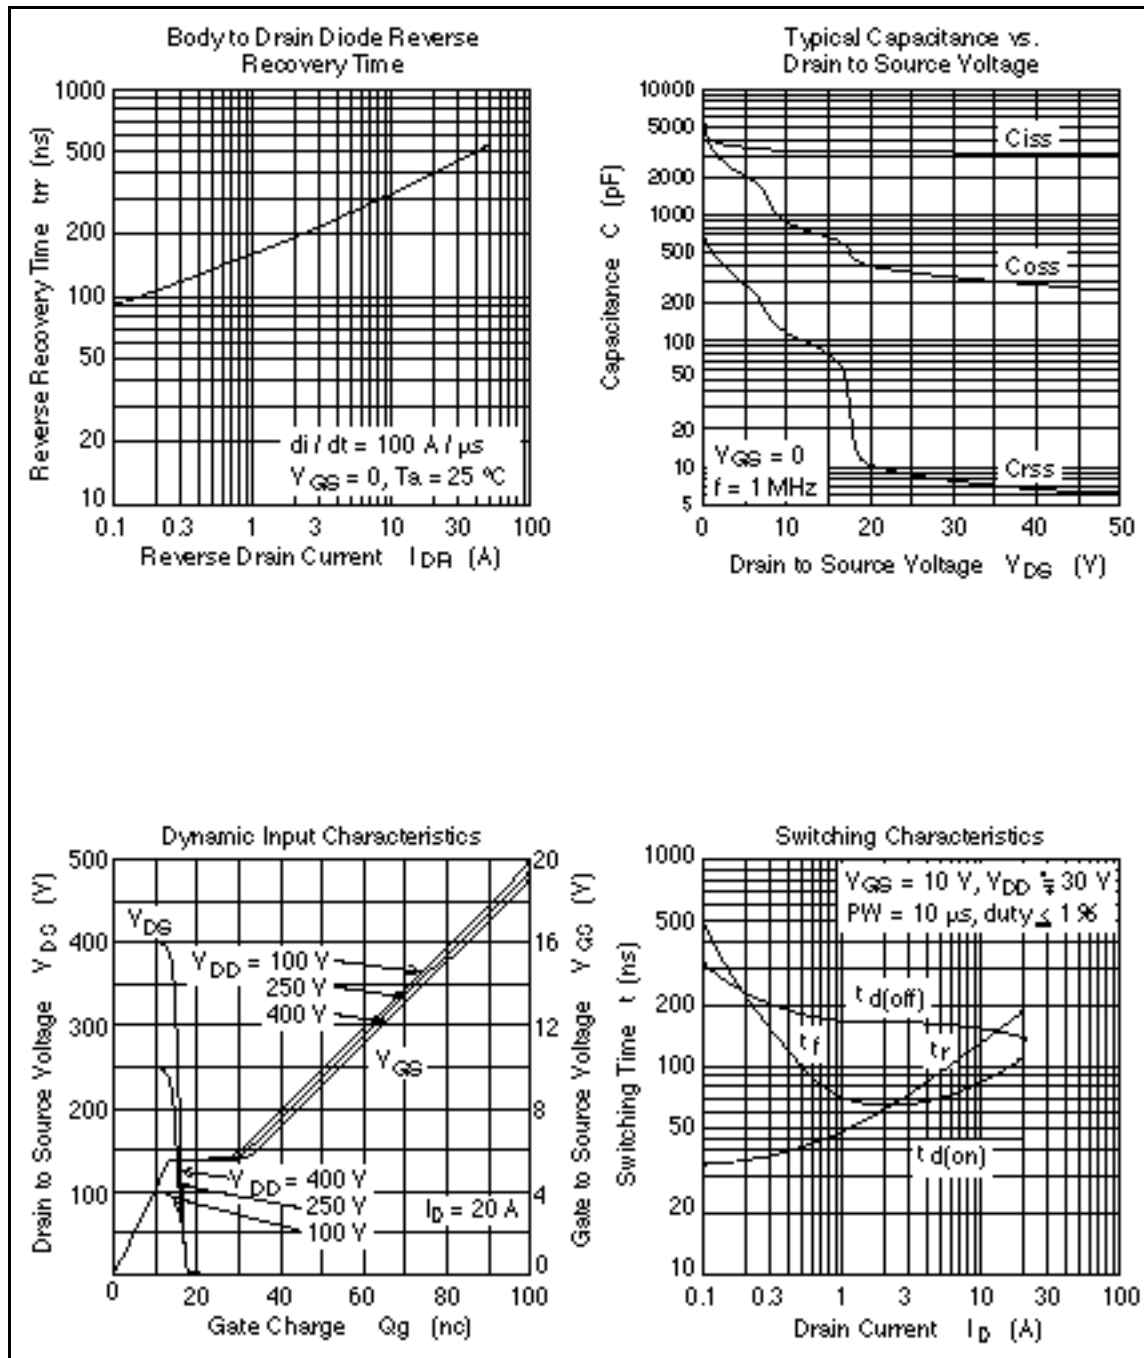 Body to Drain Diode Reverse
Recovery Time
1000
500
200
100
50
20
10
Reverse Recovery Time trr (ns)
di / dt = 100 A / µs
V GS = 0, Ta = 25 °C
0.1 0.3 1 3 10 30 100
Reverse Drain Current I DR (A)
Typical Capacitance vs.
Drain to Source Voltage
10000
5000
2000
1000
500
200
100
50
20
10
5
Capacitance C (pF)
Ciss
Coss
Crss
V GS = 0
f = 1 MHz
0 10 20 30 40 50
Drain to Source Voltage V DS (V)
Dynamic Input Characteristics
500
400
300
200
100
Drain to Source Voltage V DS (V)
V DS
V DD = 100 V
250 V
400 V
V GS
V DD = 400 V
250 V
100 V
I D = 20 A
20
16
12
8
4
0
Gate to Source Voltage V GS (V)
0 20 40 60 80 100
Gate Charge Qg (nc)
Switching Characteristics
1000
500
200
100
50
20
10
Switching Time t (ns)
V GS = 10 V, V DD ≒ 30 V
PW = 10 µs, duty ≤ 1 %
t d(off)
t f
t r
t d(on)
0.1 0.3 1 3 10 30 100
Drain Current I D (A)